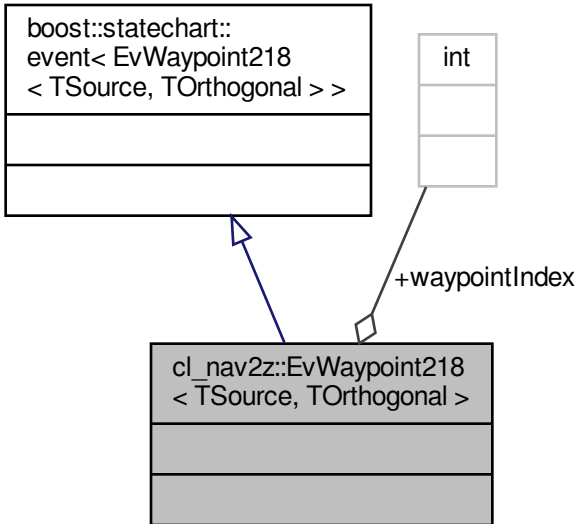 boost::statechart::
event< EvWaypoint218
< TSource, TOrthogonal > >
int
+waypointIndex
cl_nav2z::EvWaypoint218
< TSource, TOrthogonal >